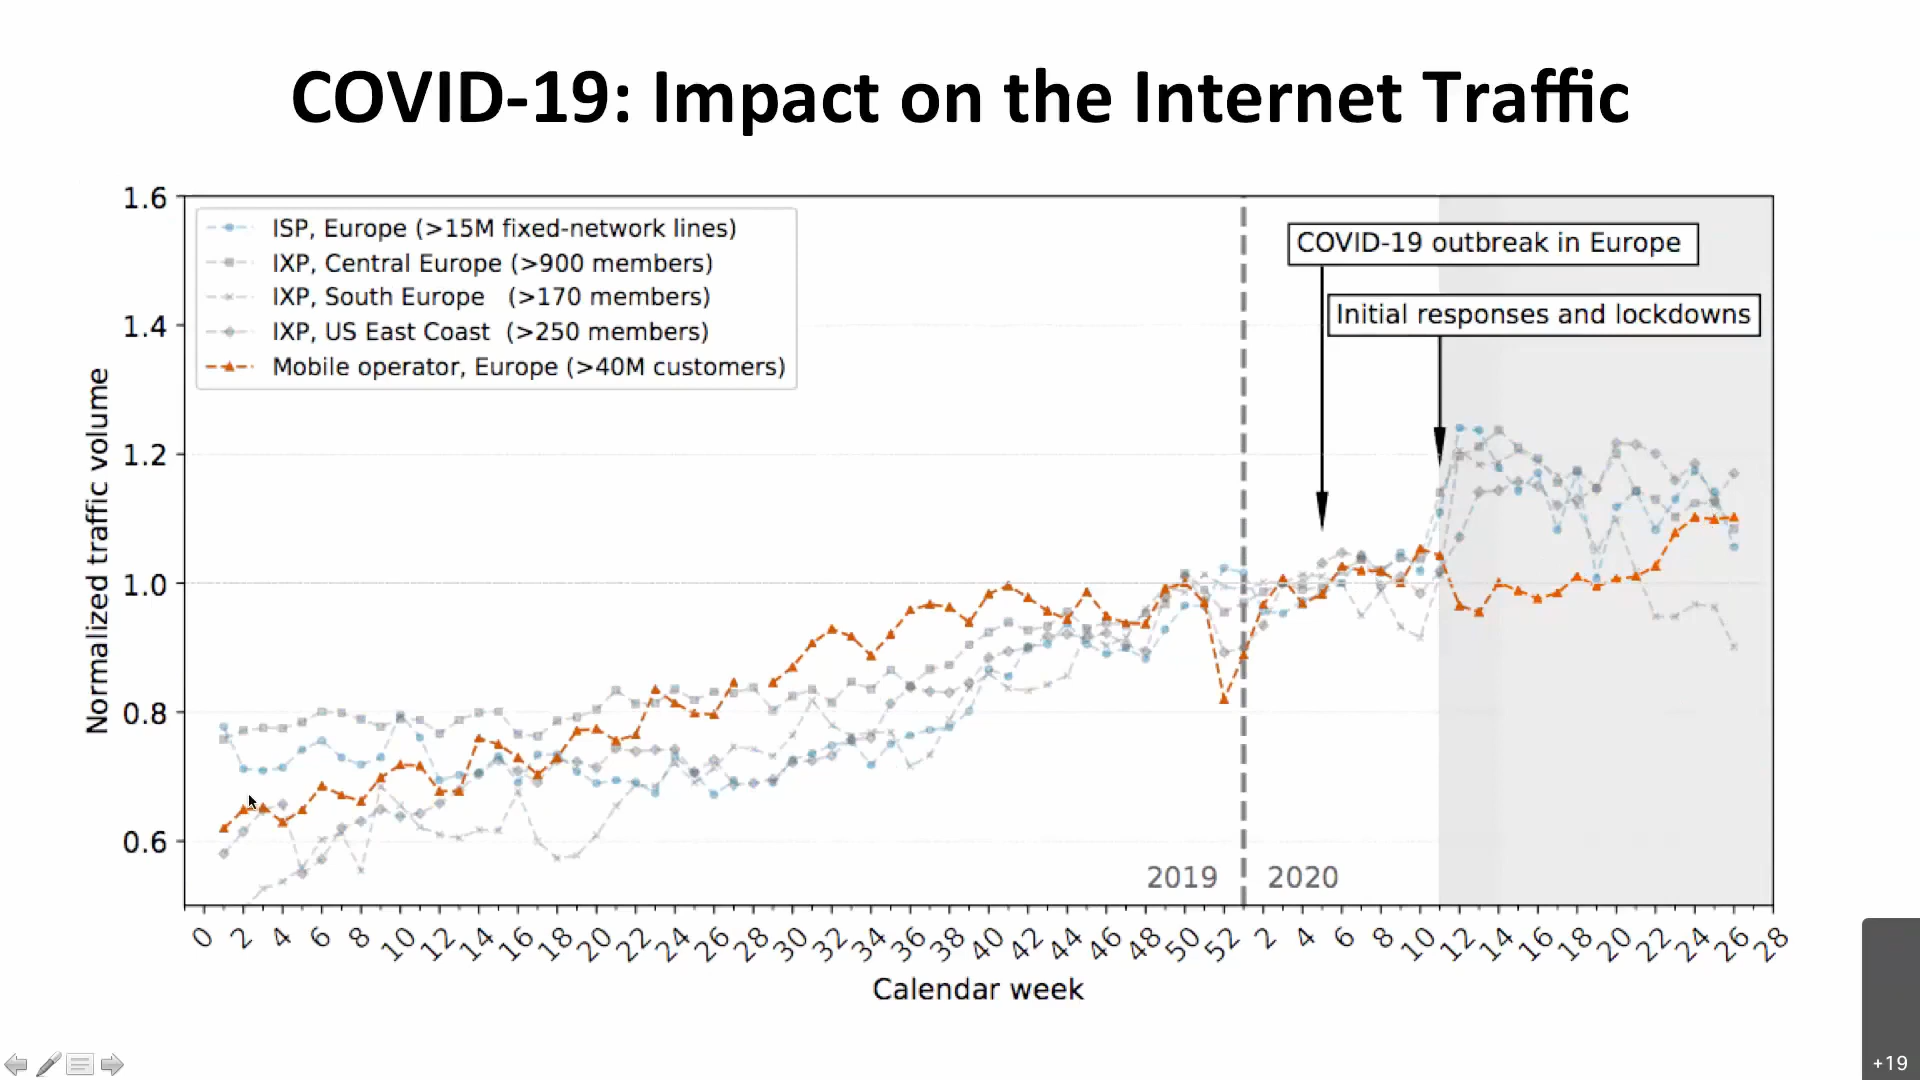 COVID-19: Impact on the Internet Traffic
1.6
1.4
1.2
1.0
0.8
0.6
Normalized traffic volume
ISP, Europe (>15M fixed-network lines)
IXP, Central Europe (>900 members)
IXP, South Europe (>170 members)
IXP, US East Coast (>250 members)
Mobile operator, Europe (>40M customers)
COVID-19 outbreak in Europe
Initial responses and lockdowns
2019 2020
0 2 4 6 8 10 12 14 16 18 20 22 24 26 28 30 32 34 36 38 40 42 44 46 48 50 52 2 4 6 8 10 12 14 16 18 20 22 24 26 28
Calendar week
+19